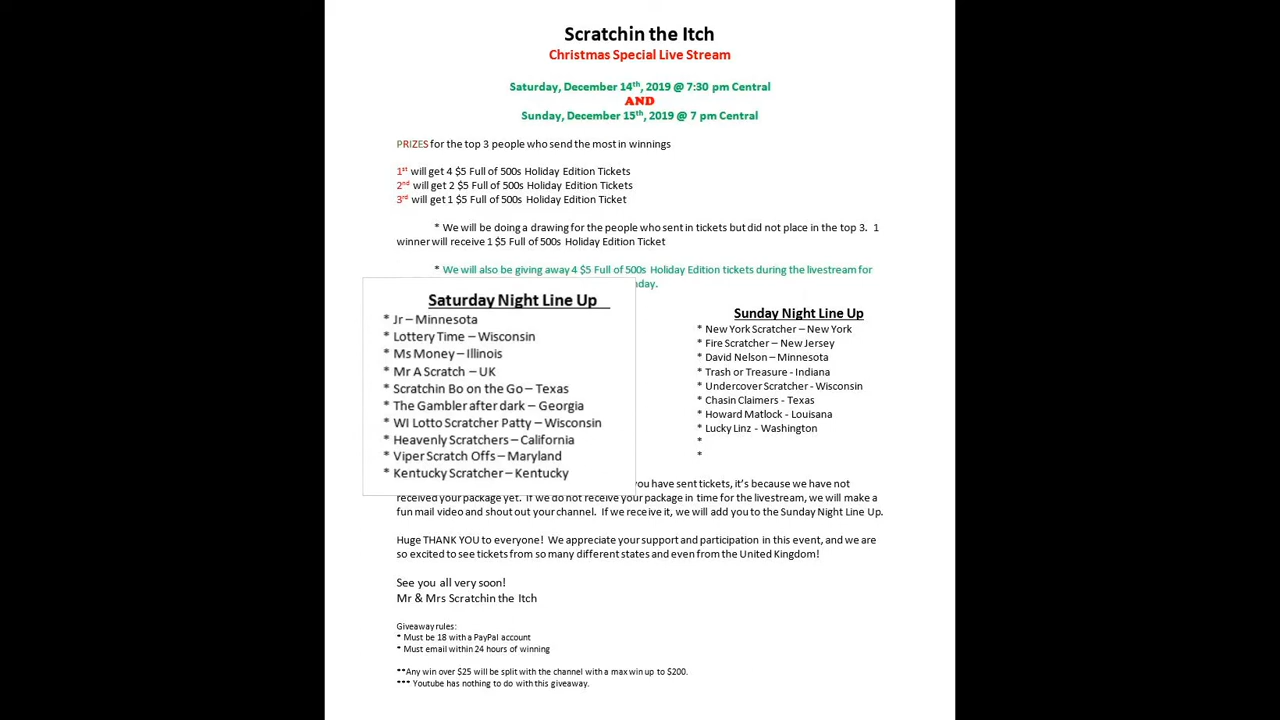 Scratchin the Itch
Christmas Special Live Stream
Saturday, December 14th, 2019 @ 7:30 pm Central
AND
Sunday, December 15th, 2019 @ 7 pm Central
PRIZES for the top 3 people who send the most in winnings
1st will get 4 $5 Full of 500s Holiday Edition Tickets
2nd will get 2 $5 Full of 500s Holiday Edition Tickets
3rd will get 1 $5 Full of 500s Holiday Edition Ticket
* We will be doing a drawing for the people who sent in tickets but did not place in the top 3. 1
winner will receive 1 $5 Full of 500s Holiday Edition Ticket
* We will also be giving away 4 $5 Full of 500s Holiday Edition tickets during the livestream for
Saturday Night Line Up
* Jr – Minnesota
* Lottery Time – Wisconsin
* Ms Money – Illinois
* Mr A Scratch – UK
* Scratchin Bo on the Go – Texas
* The Gambler after dark – Georgia
* WI Lotto Scratcher Patty – Wisconsin
* Heavenly Scratchers – California
* Viper Scratch Offs – Maryland
* Kentucky Scratcher – Kentucky
Sunday Night Line Up
* New York Scratcher – New York
* Fire Scratcher – New Jersey
* David Nelson – Minnesota
* Trash or Treasure - Indiana
* Undercover Scratcher - Wisconsin
* Chasin Claimers - Texas
* Howard Matlock - Louisana
* Lucky Linz - Washington
*
*
you have sent tickets, it’s because we have not
received your package yet. If we do not receive your package in time for the livestream, we will make a
fun mail video and shout out your channel. If we receive it, we will add you to the Sunday Night Line Up.
Huge THANK YOU to everyone! We appreciate your support and participation in this event, and we are
so excited to see tickets from so many different states and even from the United Kingdom!
See you all very soon!
Mr & Mrs Scratchin the Itch
Giveaway rules:
* Must be 18 with a PayPal account
* Must email within 24 hours of winning
**Any win over $25 will be split with the channel with a max win up to $200.
*** Youtube has nothing to do with this giveaway.